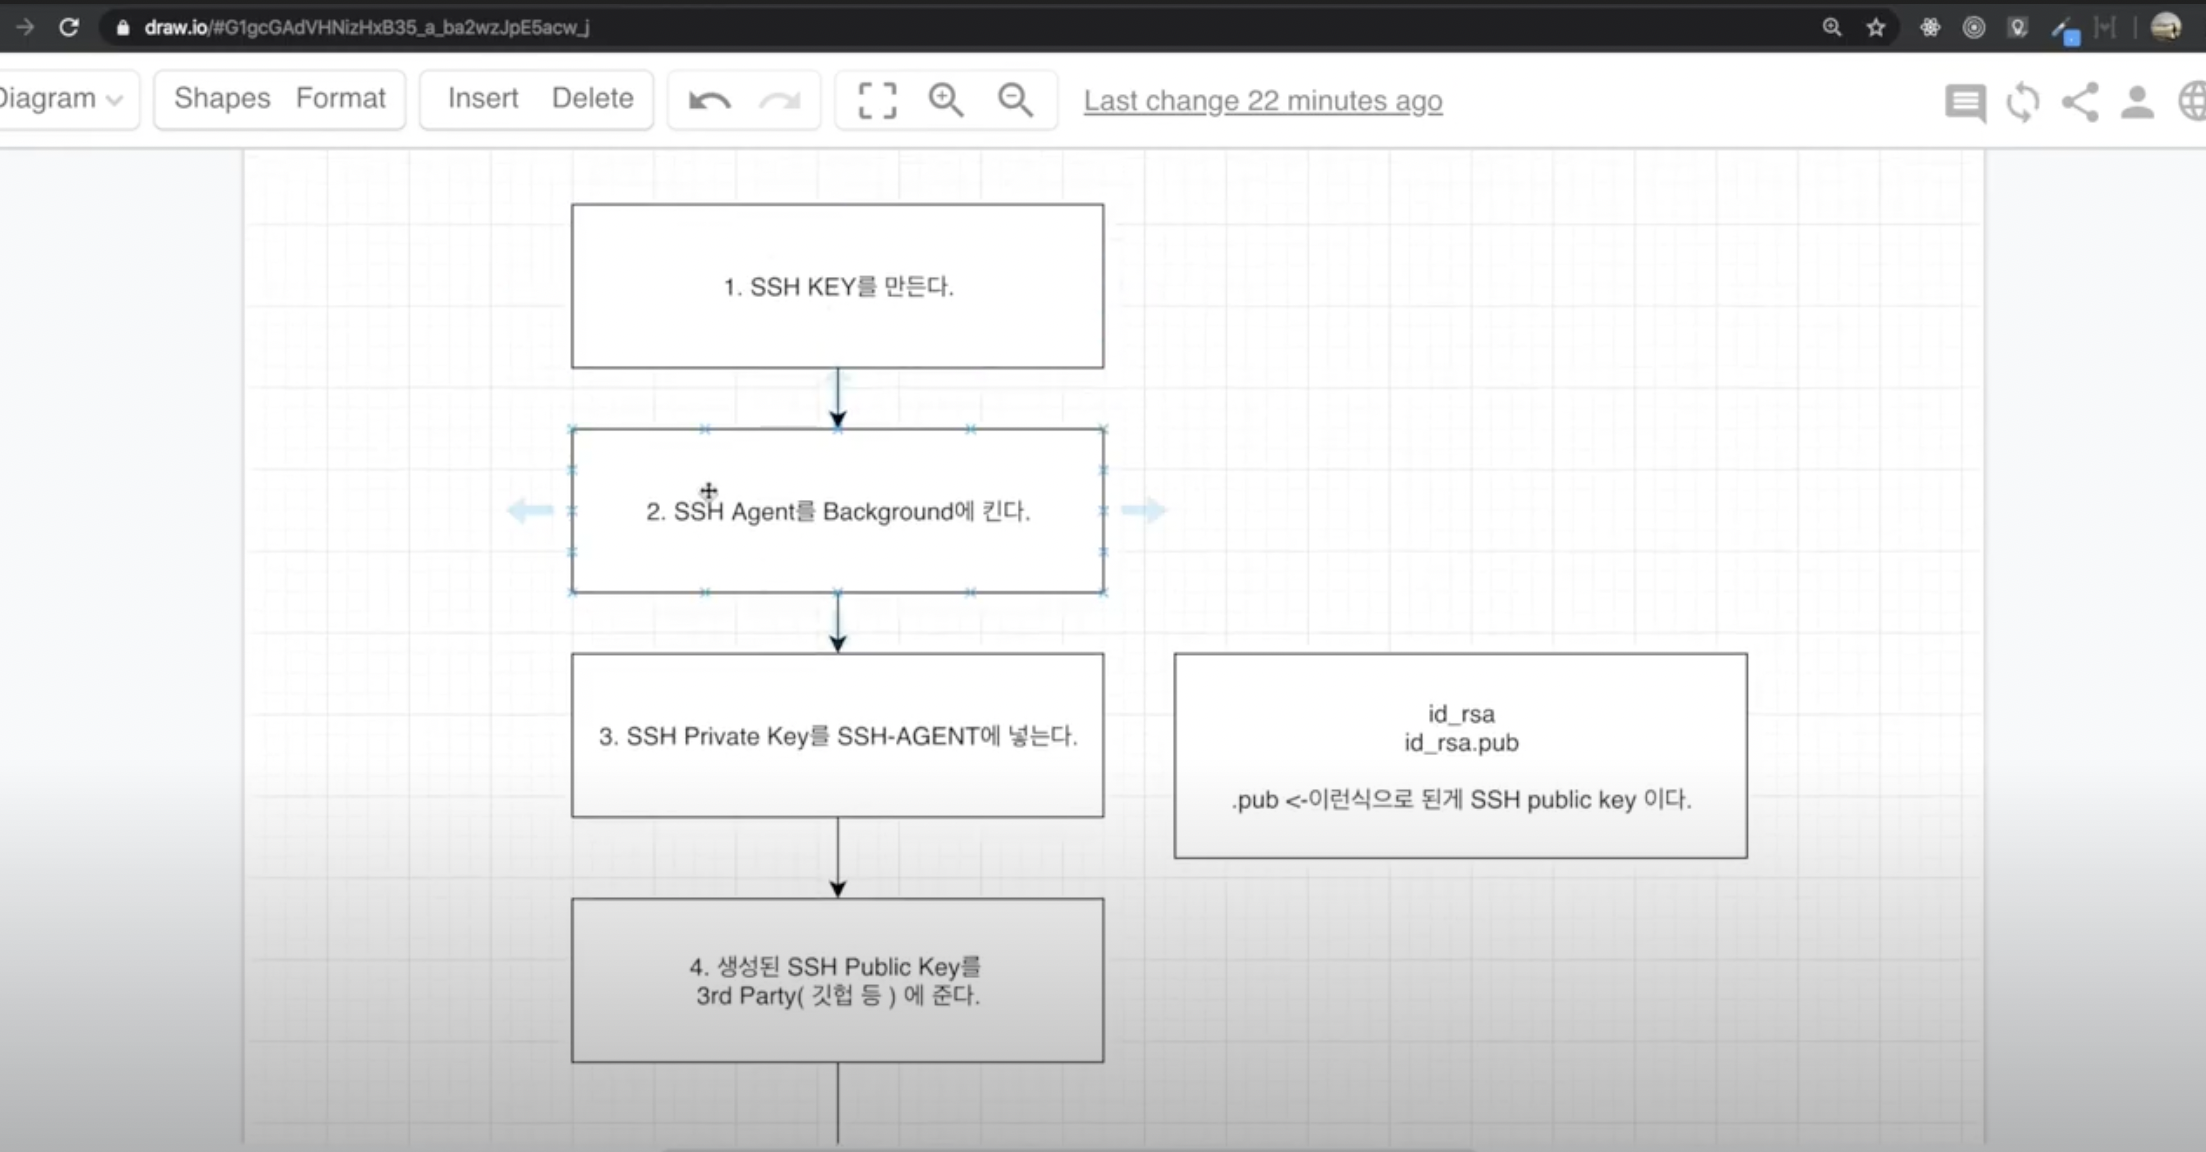 draw.io/#G1gcGAdVHNizHxB35_a_ba2wzJpE5acw_j
Diagram
Shapes
Format
Insert
Delete
Last change 22 minutes ago
1. SSH KEY를 만든다.
2. SSH Agent를 Background에 킨다.
3. SSH Private Key를 SSH-AGENT에 넣는다.
id_rsa
id_rsa.pub
.pub <-이런식으로 된게 SSH public key 이다.
4. 생성된 SSH Public Key를
3rd Party( 깃헙 등 ) 에 준다.